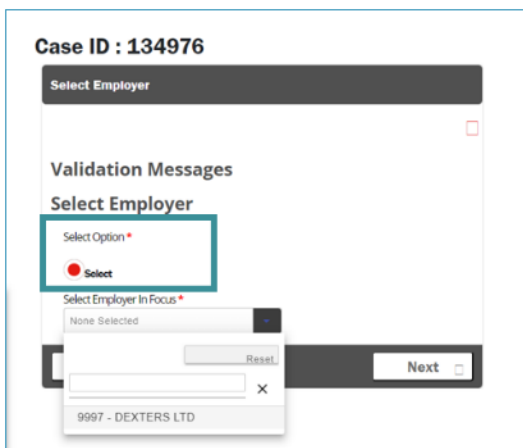 Case ID : 134976
Select Employer
Validation Messages
Select Employer
Select Option *
Select
Select Employer In Focus *
None Selected
Reset
×
9997 - DEXTERS LTD
Next